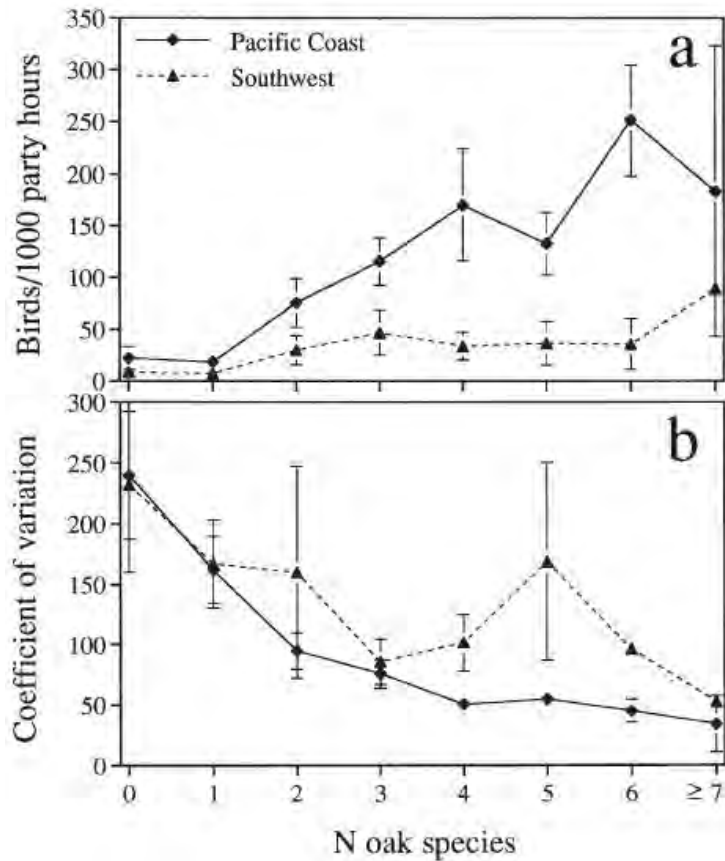 350
300
250
200
150
100
50
0
Birds/1000 party hours
Pacific Coast
Southwest
a
300
250
200
150
100
50
0
Coefficient of variation
b
0 1 2 3 4 5 6 ≥ 7
N oak species